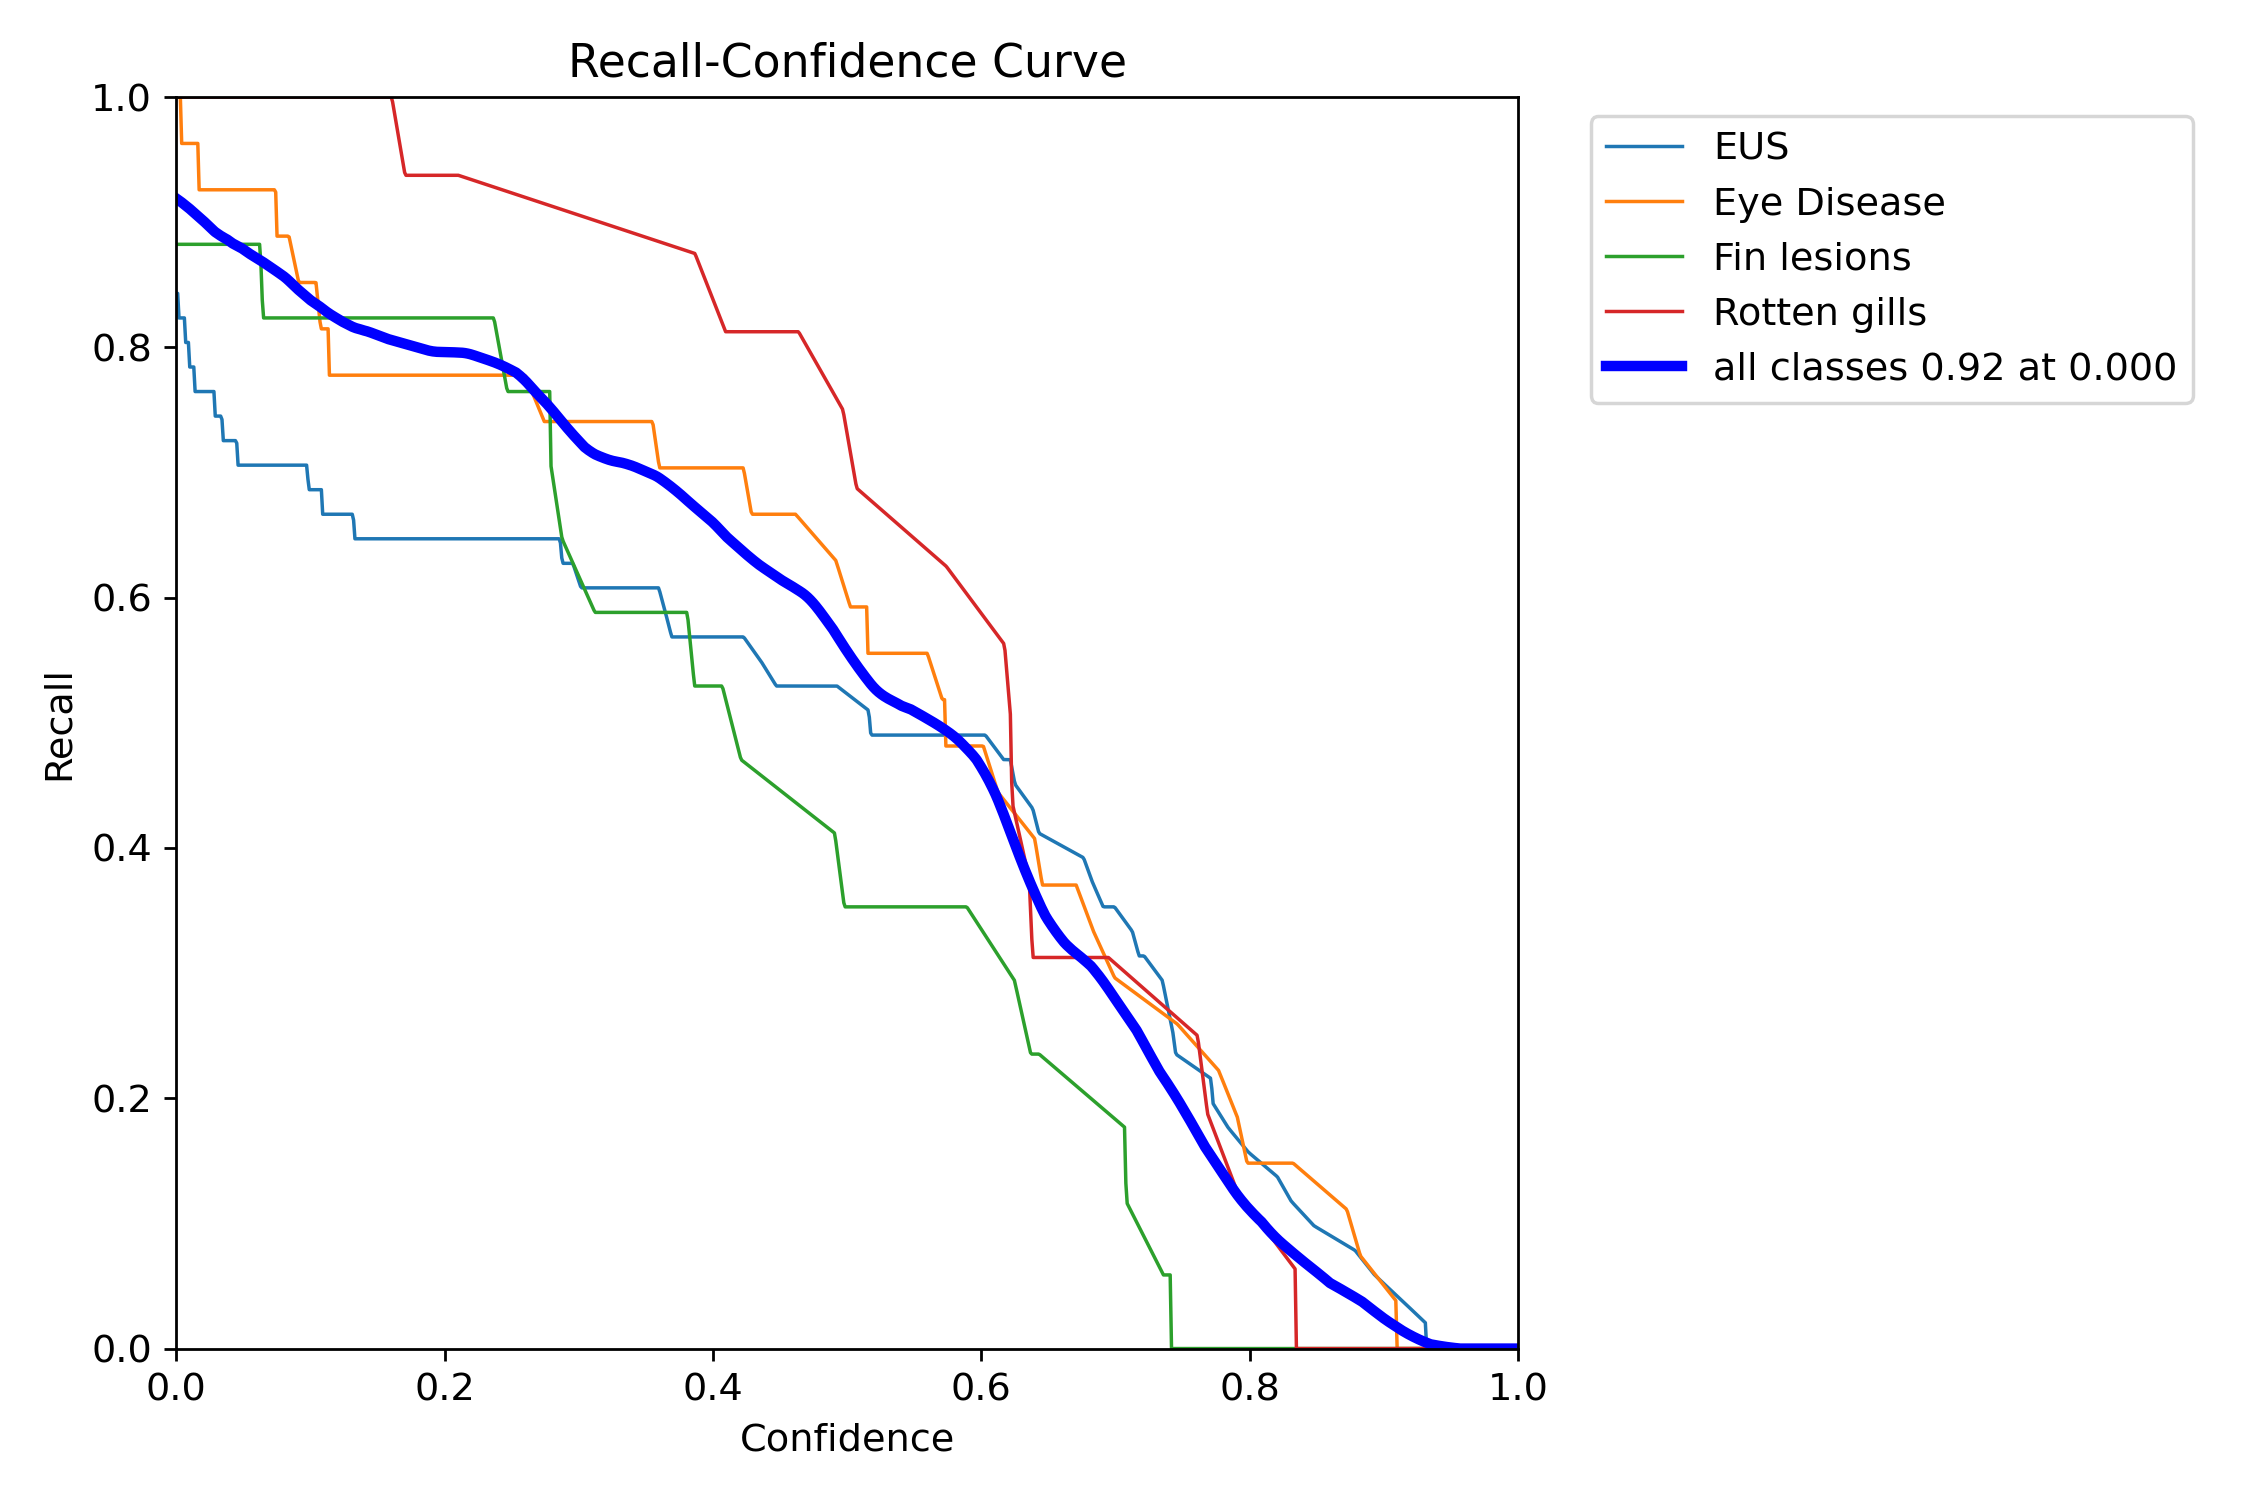 Recall-Confidence Curve
1.0
0.8
0.6
0.4
0.2
0.0
Recall
0.0 0.2 0.4 0.6 0.8 1.0
Confidence
EUS
Eye Disease
Fin lesions
Rotten gills
all classes 0.92 at 0.000